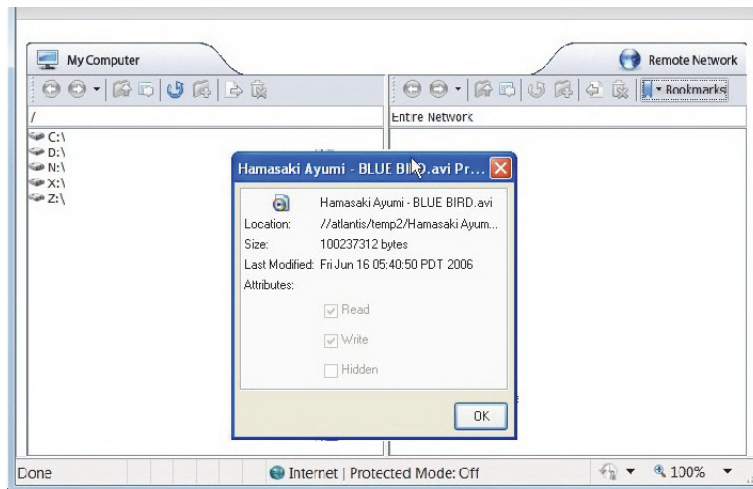 My Computer
Remote Network
Bookmarks
/
Entire Network
C:\
D:\
N:\
X:\
Z:\
Hamasaki Ayumi - BLUE BIRD.avi Pr...
Hamasaki Ayumi - BLUE BIRD.avi
Location: //atlantis/temp2/Hamasaki Ayum...
Size: 100237312 bytes
Last Modified: Fri Jun 16 05:40:50 PDT 2006
Attributes:
Read
Write
Hidden
OK
Done
Internet | Protected Mode: Off
100%